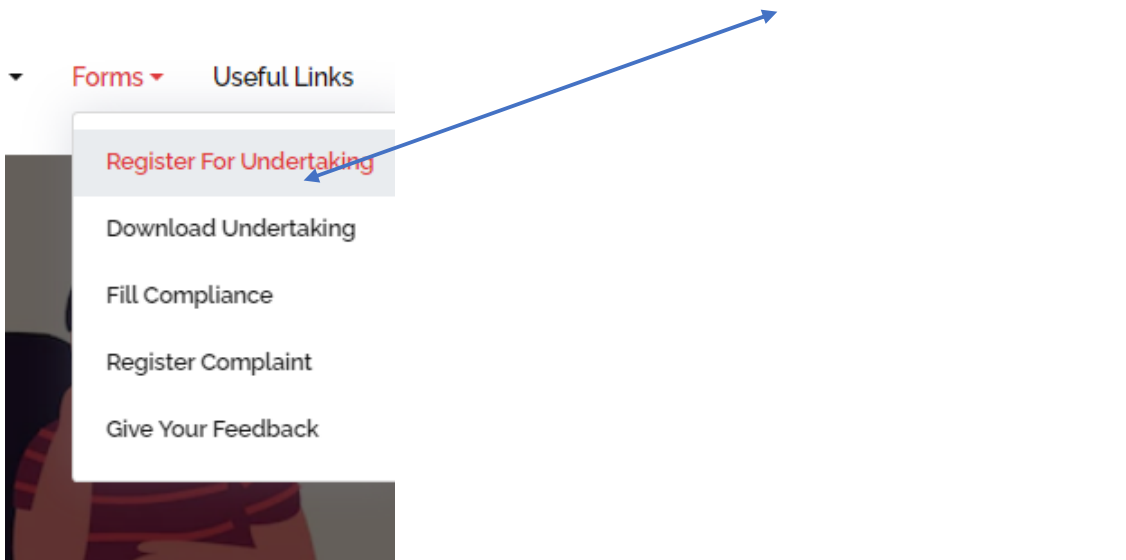 Forms
Useful Links
Register For Undertaking
Download Undertaking
Fill Compliance
Register Complaint
Give Your Feedback